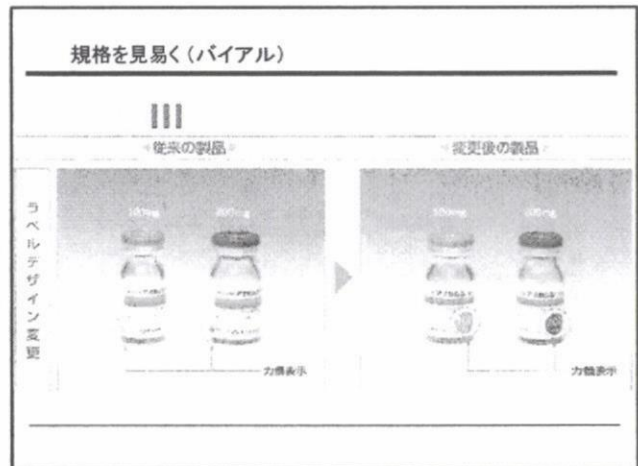 規格を見易く(バイアル)
従来の製品
変更後の製品
ラベルデザイン変更
100mg
力価表示
力価表示